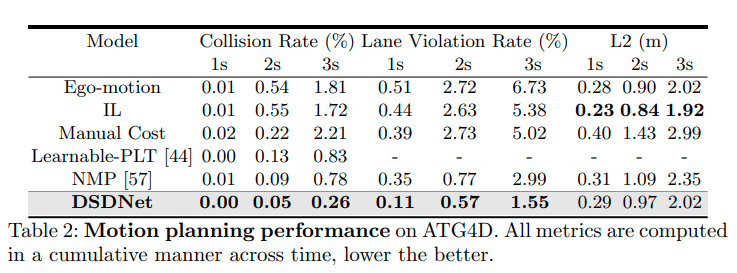 Model Collision Rate (%) Lane Violation Rate (%) L2 (m)
1s 2s 3s 1s 2s 3s 1s 2s 3s
Ego-motion 0.01 0.54 1.81 0.51 2.72 6.73 0.28 0.90 2.02
IL 0.01 0.55 1.72 0.44 2.63 5.38 0.23 0.84 1.92
Manual Cost 0.02 0.22 2.21 0.39 2.73 5.02 0.40 1.43 2.99
Learnable-PLT [44] 0.00 0.13 0.83 - - - - - -
NMP [57] 0.01 0.09 0.78 0.35 0.77 2.99 0.31 1.09 2.35
DSDNet 0.00 0.05 0.26 0.11 0.57 1.55 0.29 0.97 2.02
Table 2: Motion planning performance on ATG4D. All metrics are computed
in a cumulative manner across time, lower the better.